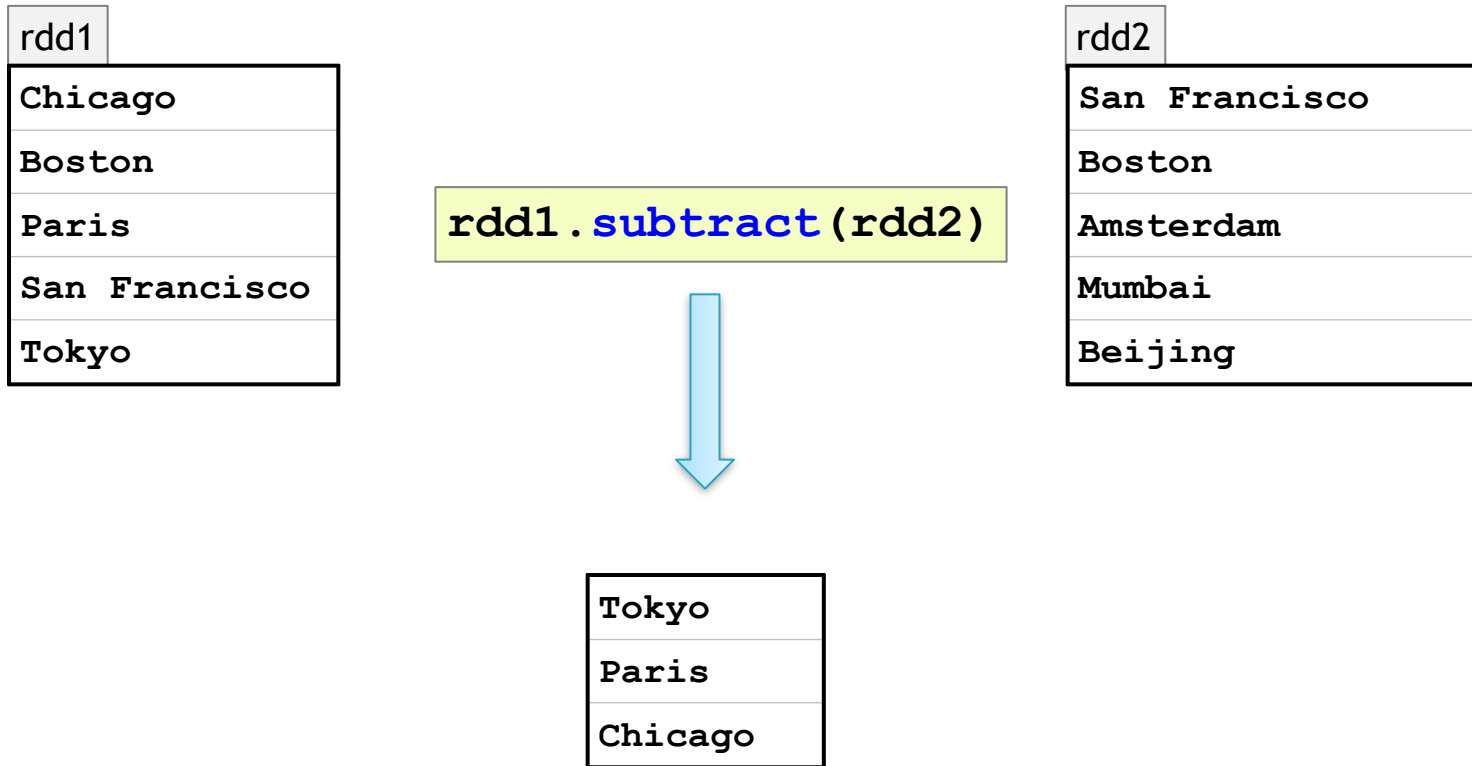 rdd1
Chicago
Boston
Paris
San Francisco
Tokyo
rdd1.subtract(rdd2)
rdd2
San Francisco
Boston
Amsterdam
Mumbai
Beijing
Tokyo
Paris
Chicago